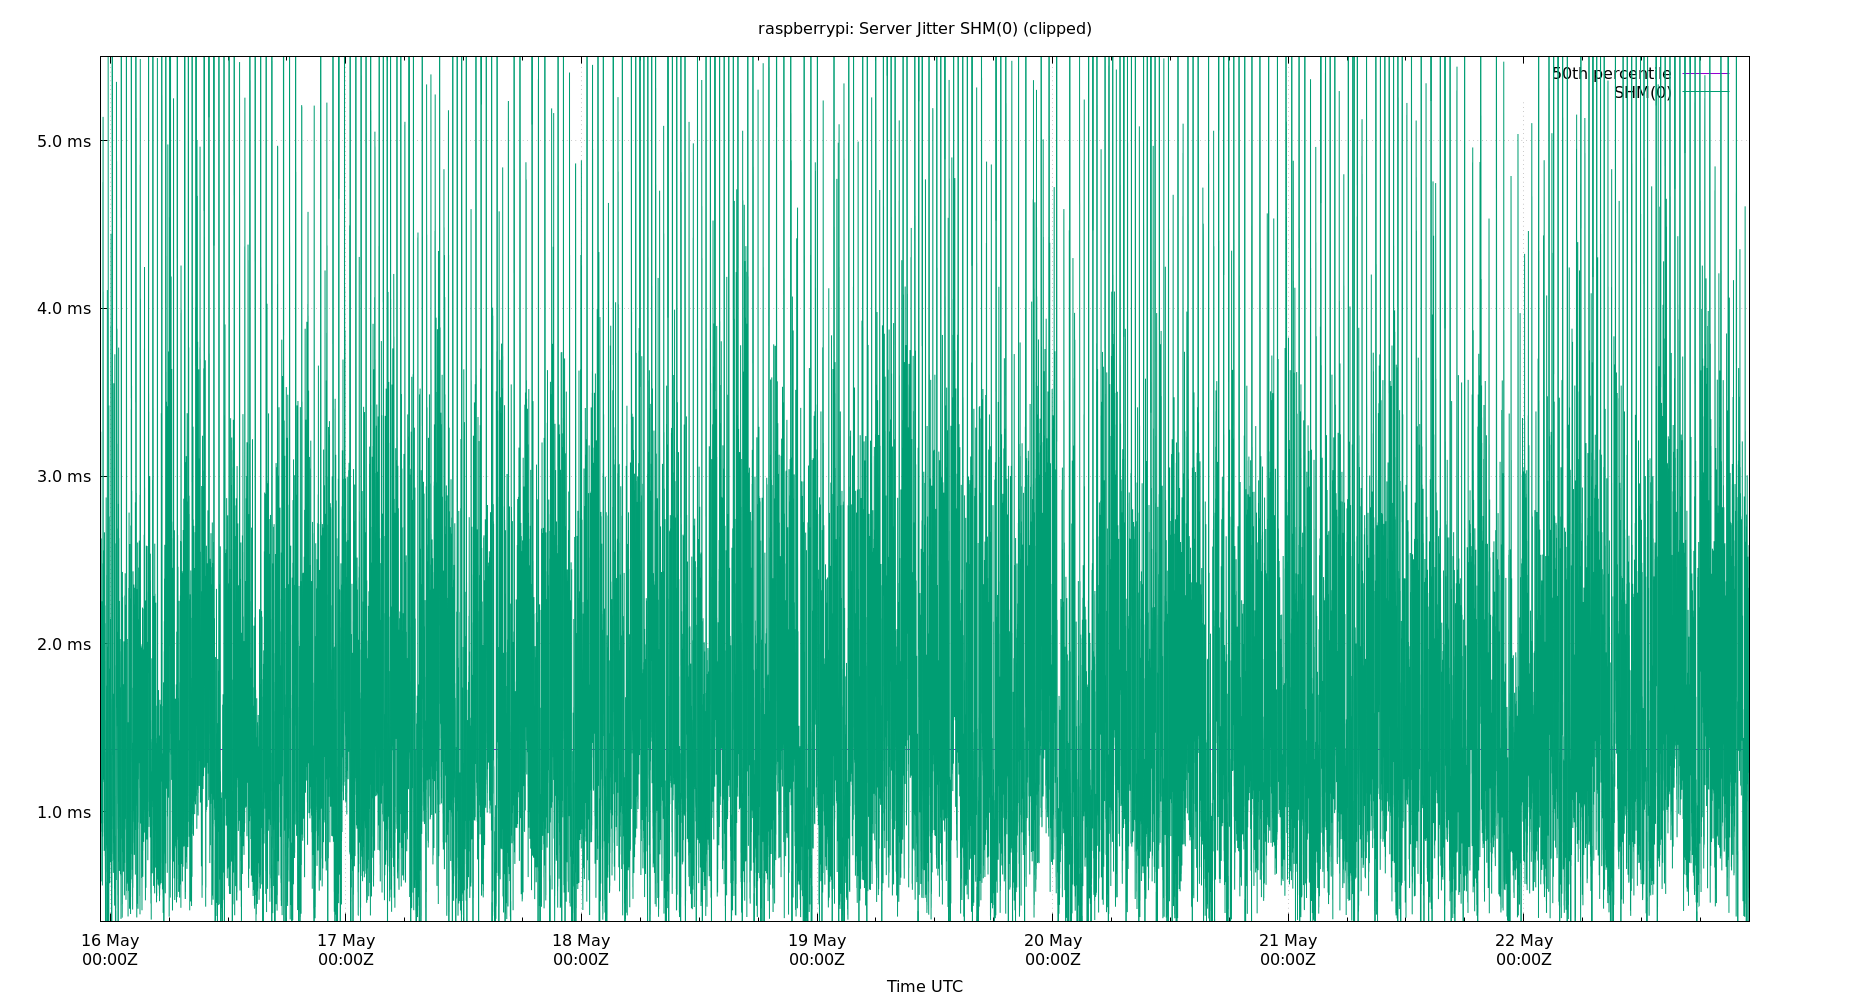 raspberrypi: Server Jitter SHM(0) (clipped)
50th percentile
SHM(0)
5.0 ms
4.0 ms
3.0 ms
2.0 ms
1.0 ms
16 May 17 May 18 May 19 May 20 May 21 May 22 May
00:00Z 00:00Z 00:00Z 00:00Z 00:00Z 00:00Z 00:00Z
Time UTC